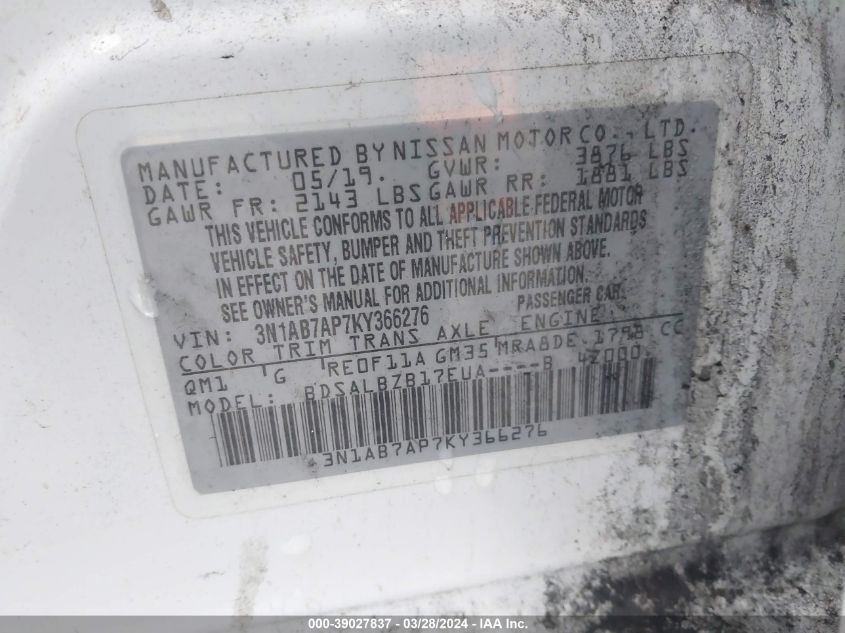 MANUFACTURED BY NISSAN MOTOR CO., LTD.
DATE: 05/19. GVWR: 3876 LBS
GAWR FR: 2143 LBS GAWR RR: 1881 LBS
THIS VEHICLE CONFORMS TO ALL APPLICABLE FEDERAL MOTOR
VEHICLE SAFETY, BUMPER AND THEFT PREVENTION STANDARDS
IN EFFECT ON THE DATE OF MANUFACTURE SHOWN ABOVE.
SEE OWNER'S MANUAL FOR ADDITIONAL INFORMATION.
VIN: 3N1AB7AP7KY366276 PASSENGER CAR
COLOR TRIM TRANS AXLE ENGINE
QM1 G RE0F11A GM35 MRA8DE 1798 CC
MODEL: BDSALBZB17EUA----B 4Z000
3N1AB7AP7KY366276
000-39027837 - 03/28/2024 - IAA Inc.